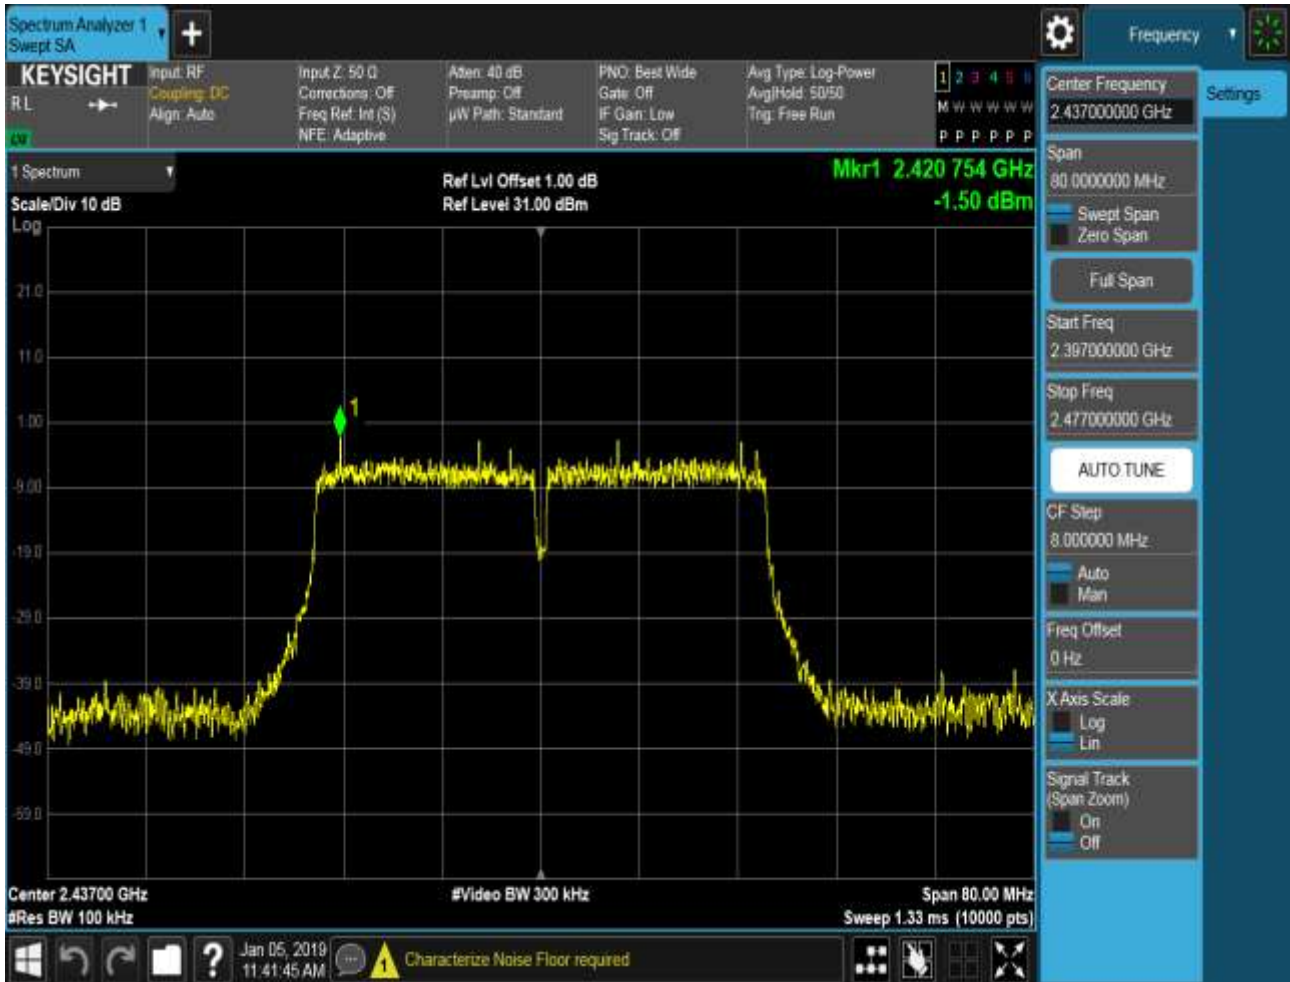 Spectrum Analyzer 1
Swept SA
Frequency
KEYSIGHT
R L
Input: RF
Coupling: DC
Align: Auto
Input Z: 50 Ω
Corrections: Off
Freq Ref: Int (S)
NFE: Adaptive
Atten: 40 dB
Preamp: Off
µW Path: Standard
PNO: Best Wide
Gate: Off
IF Gain: Low
Sig Track: Off
Avg Type: Log-Power
Avg|Hold: 50/50
Trig: Free Run
1 2 3 4 5 6
M W W W W W
P P P P P P
1 Spectrum
Scale/Div 10 dB
Log
Ref Lvl Offset 1.00 dB
Ref Level 31.00 dBm
Mkr1 2.420 754 GHz
-1.50 dBm
21.0
11.0
1.00
-9.00
-19.0
-29.0
-39.0
-49.0
-59.0
1
Center 2.43700 GHz
#Res BW 100 kHz
#Video BW 300 kHz
Span 80.00 MHz
Sweep 1.33 ms (10000 pts)
Center Frequency
2.437000000 GHz
Settings
Span
80.0000000 MHz
Swept Span
Zero Span
Full Span
Start Freq
2.397000000 GHz
Stop Freq
2.477000000 GHz
AUTO TUNE
CF Step
8.000000 MHz
Auto
Man
Freq Offset
0 Hz
X Axis Scale
Log
Lin
Signal Track
(Span Zoom)
On
Off
?
Jan 05, 2019
11:41:45 AM
1
Characterize Noise Floor required